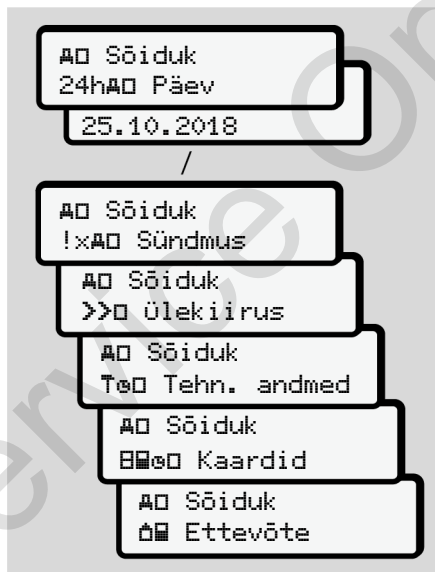 Sõiduk
24h Päev
25.10.2018
/
Sõiduk
!x Sündmus
Sõiduk
>> Ülekiirus
Sõiduk
T Tehn. andmed
Sõiduk
Kaardid
Sõiduk
Ettevõte